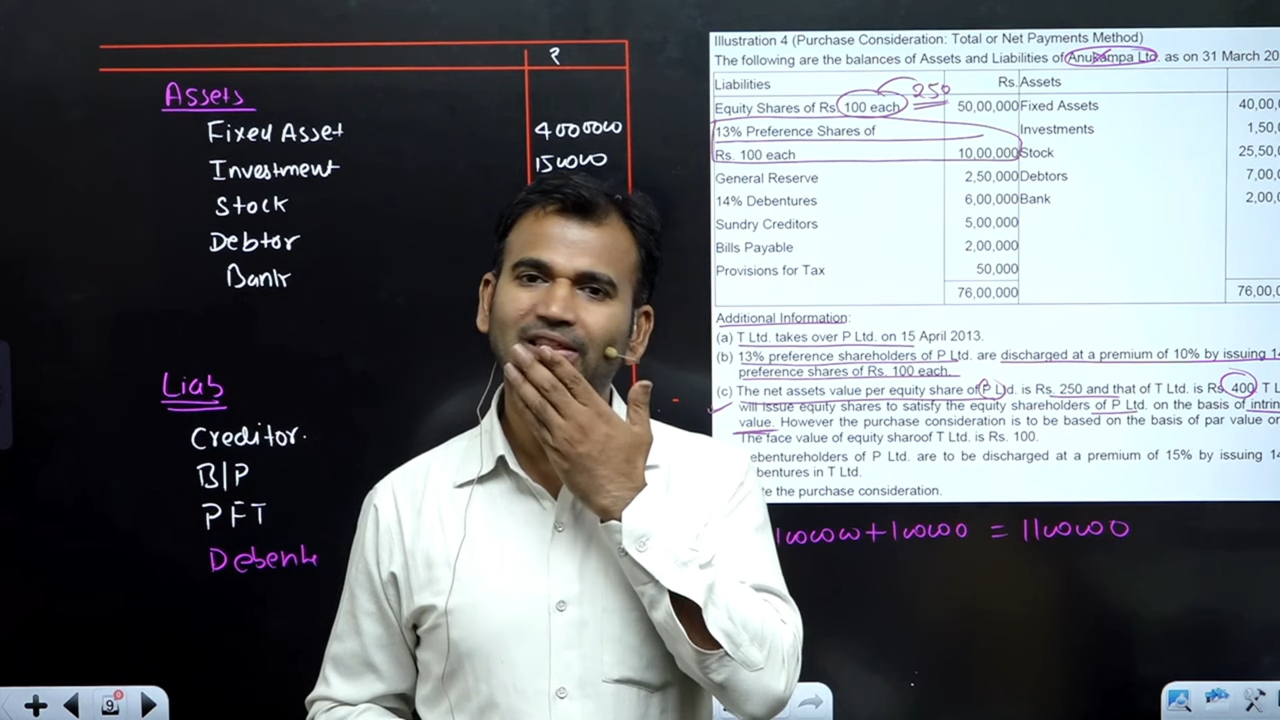 ₹
Assets
Fixed Asset 4000000
Investment 150000
Stock
Debtor
Bank
Liab
Creditor.
B/P
PFT
Debent
9
Illustration 4 (Purchase Consideration: Total or Net Payments Method)
The following are the balances of Assets and Liabilities of Anukampa Ltd. as on 31 March 20
Liabilities Rs. Assets
250
Equity Shares of Rs 100 each 50,00,000 Fixed Assets 40,00,
13% Preference Shares of Investments 1,50,
Rs. 100 each 10,00,000 Stock 25,50,
General Reserve 2,50,000 Debtors 7,00,
14% Debentures 6,00,000 Bank 2,00,
Sundry Creditors 5,00,000
Bills Payable 2,00,000
Provisions for Tax 50,000
76,00,000 76,00,
Additional Information:
(a) T Ltd. takes over P Ltd. on 15 April 2013.
(b) 13% preference shareholders of P Ltd. are discharged at a premium of 10% by issuing 1
preference shares of Rs. 100 each.
(c) The net assets value per equity share of P Ltd. is Rs. 250 and that of T Ltd. is Rs. 400. T L
will issue equity shares to satisfy the equity shareholders of P Ltd. on the basis of intrin
value. However the purchase consideration is to be based on the basis of par value or
The face value of equity sharoof T Ltd. is Rs. 100.
ebentureholders of P Ltd. are to be discharged at a premium of 15% by issuing 14
bentures in T Ltd.
te the purchase consideration.
1000000+100000 = 1100000